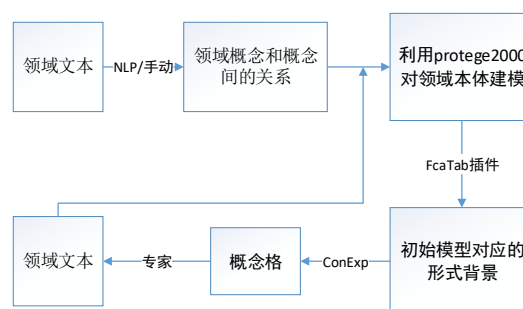 领域文本
NLP/手动
领域概念和概念
间的关系
利用protege2000
对领域本体建模
FcaTab插件
领域文本
专家
概念格
ConExp
初始模型对应的
形式背景